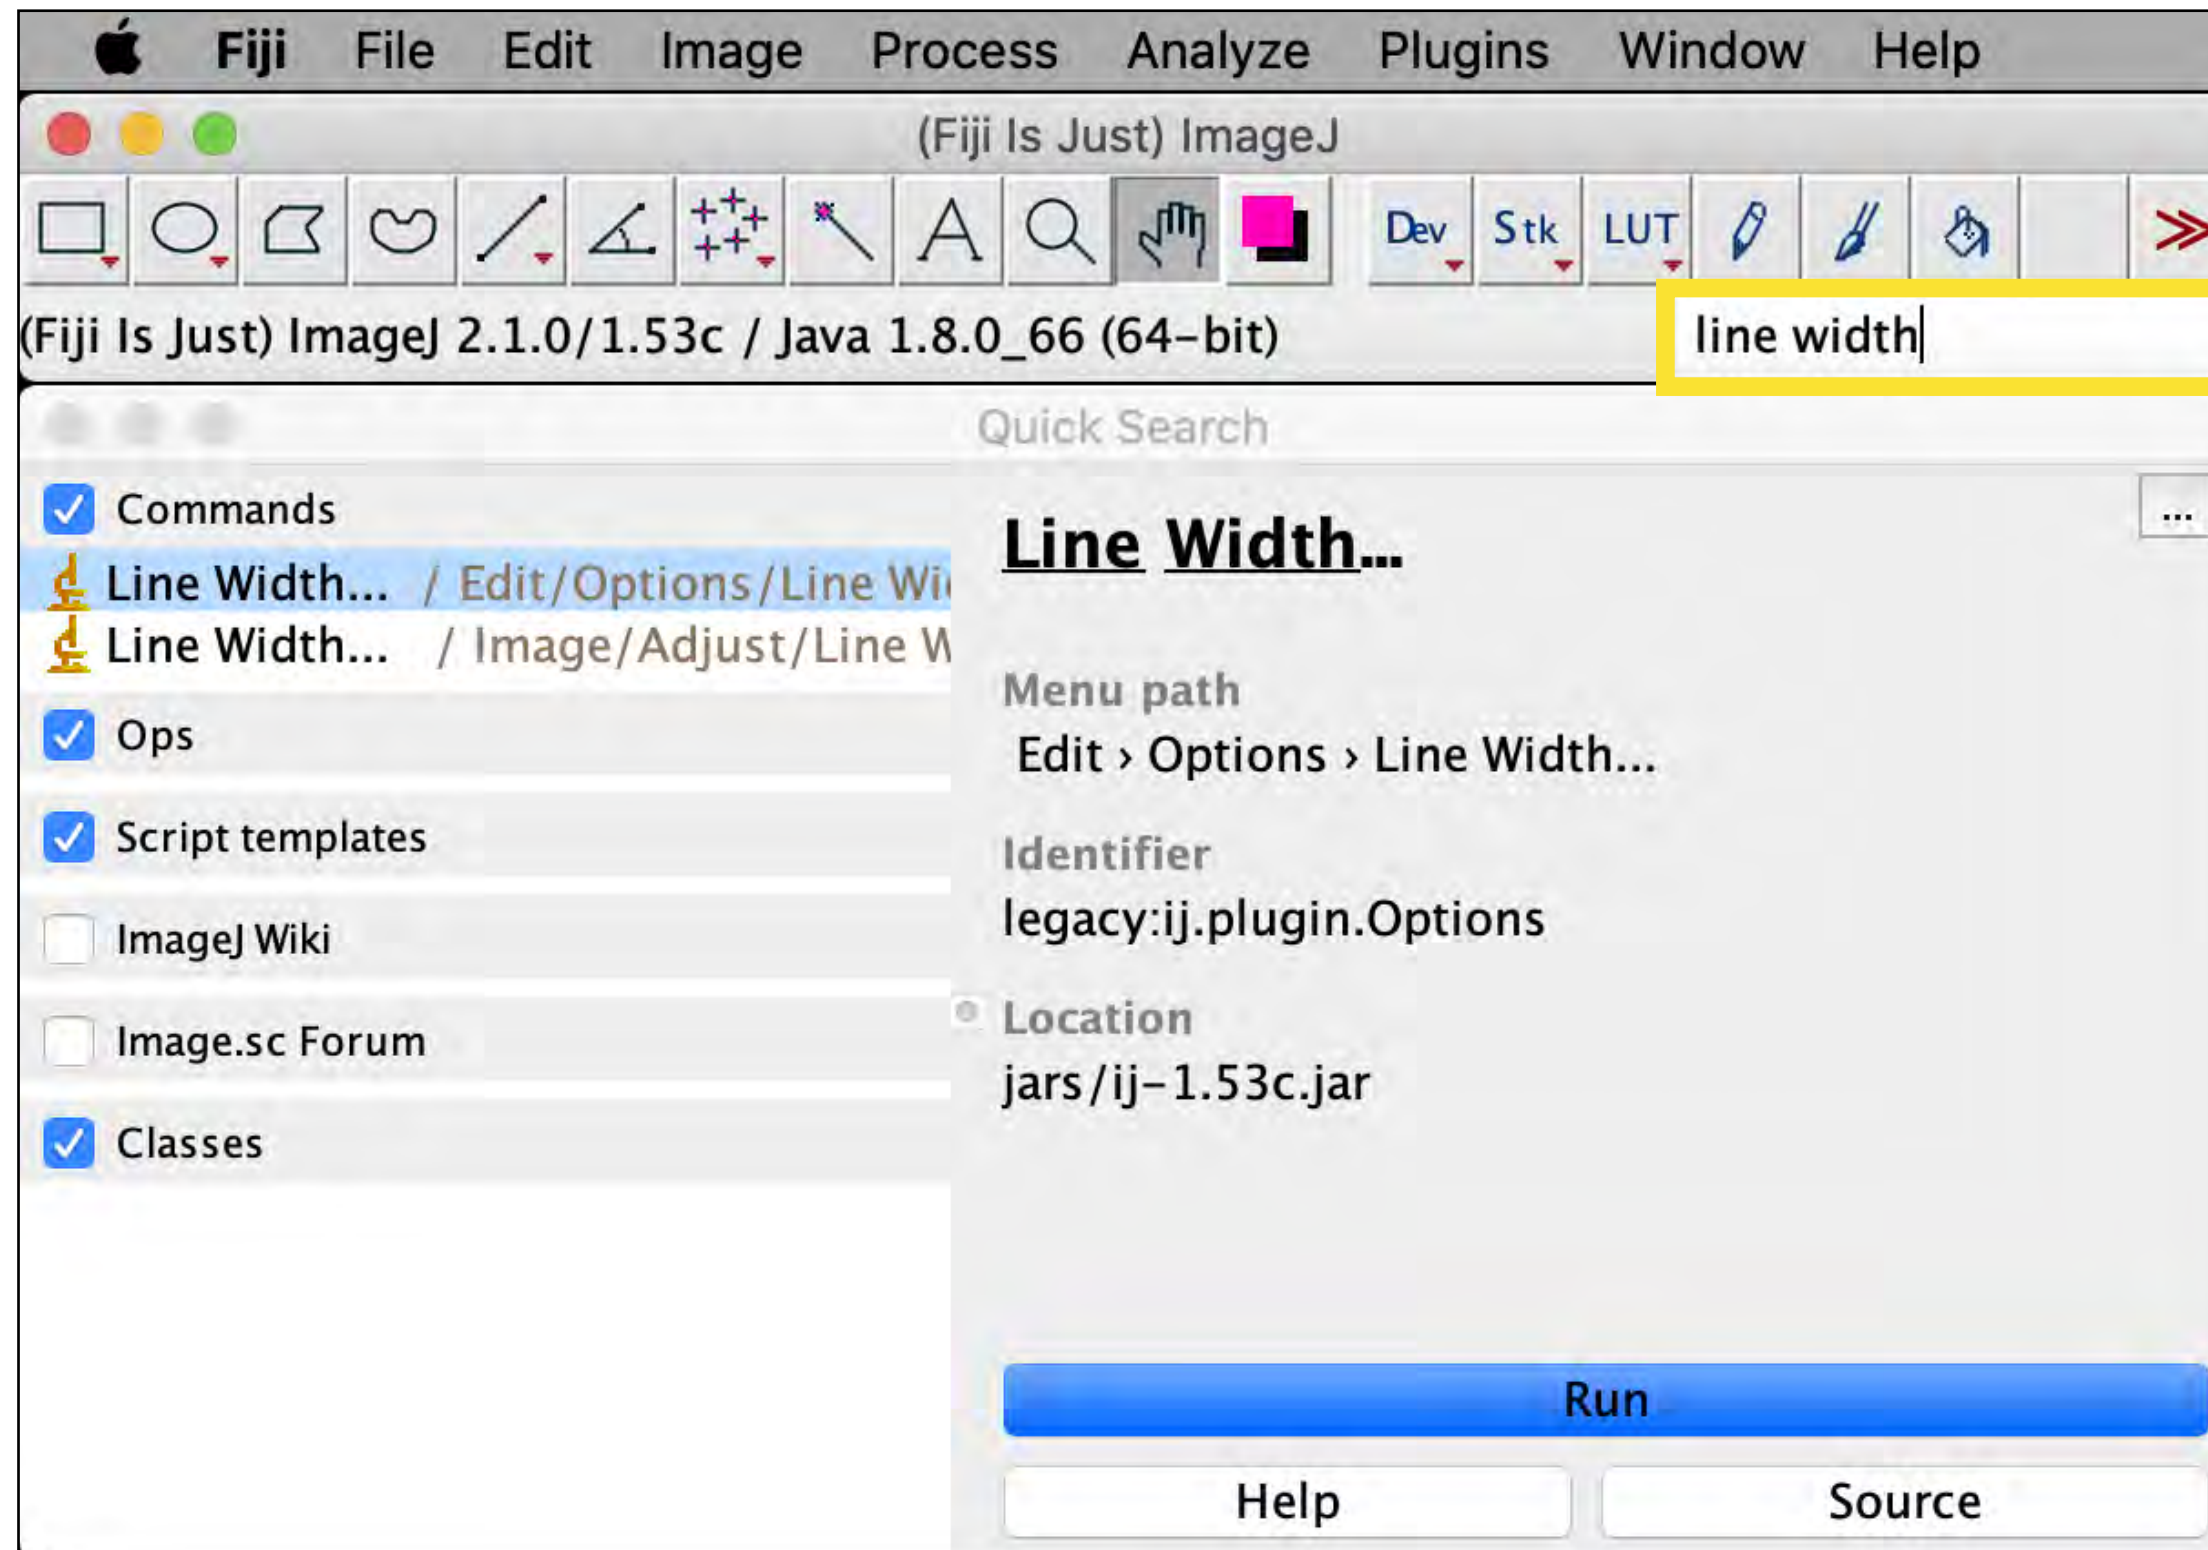 Fiji File Edit Image Process Analyze Plugins Window Help
(Fiji Is Just) ImageJ
Dev Stk LUT
(Fiji Is Just) ImageJ 2.1.0/1.53c / Java 1.8.0_66 (64-bit)
line width
Quick Search
Commands
Line Width... / Edit/Options/Line Wi
Line Width... / Image/Adjust/Line W
Ops
Script templates
ImageJ Wiki
Image.sc Forum
Classes
...
Line Width...
Menu path
Edit › Options › Line Width...
Identifier
legacy:ij.plugin.Options
Location
jars/ij-1.53c.jar
Run
Help Source